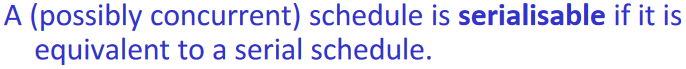 A (possibly concurrent) schedule is serialisable if it is
equivalent to a serial schedule.